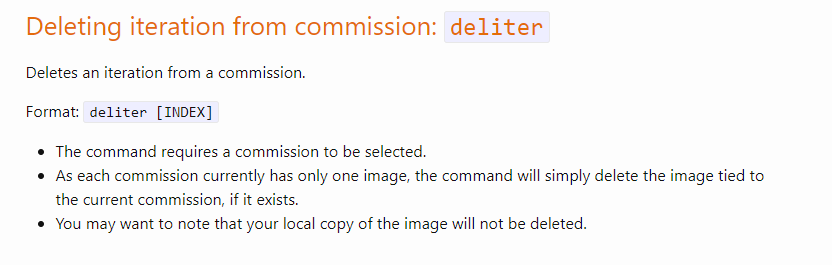 Deleting iteration from commission: deliter
Deletes an iteration from a commission.
Format: deliter [INDEX]
• The command requires a commission to be selected.
• As each commission currently has only one image, the command will simply delete the image tied to
the current commission, if it exists.
• You may want to note that your local copy of the image will not be deleted.